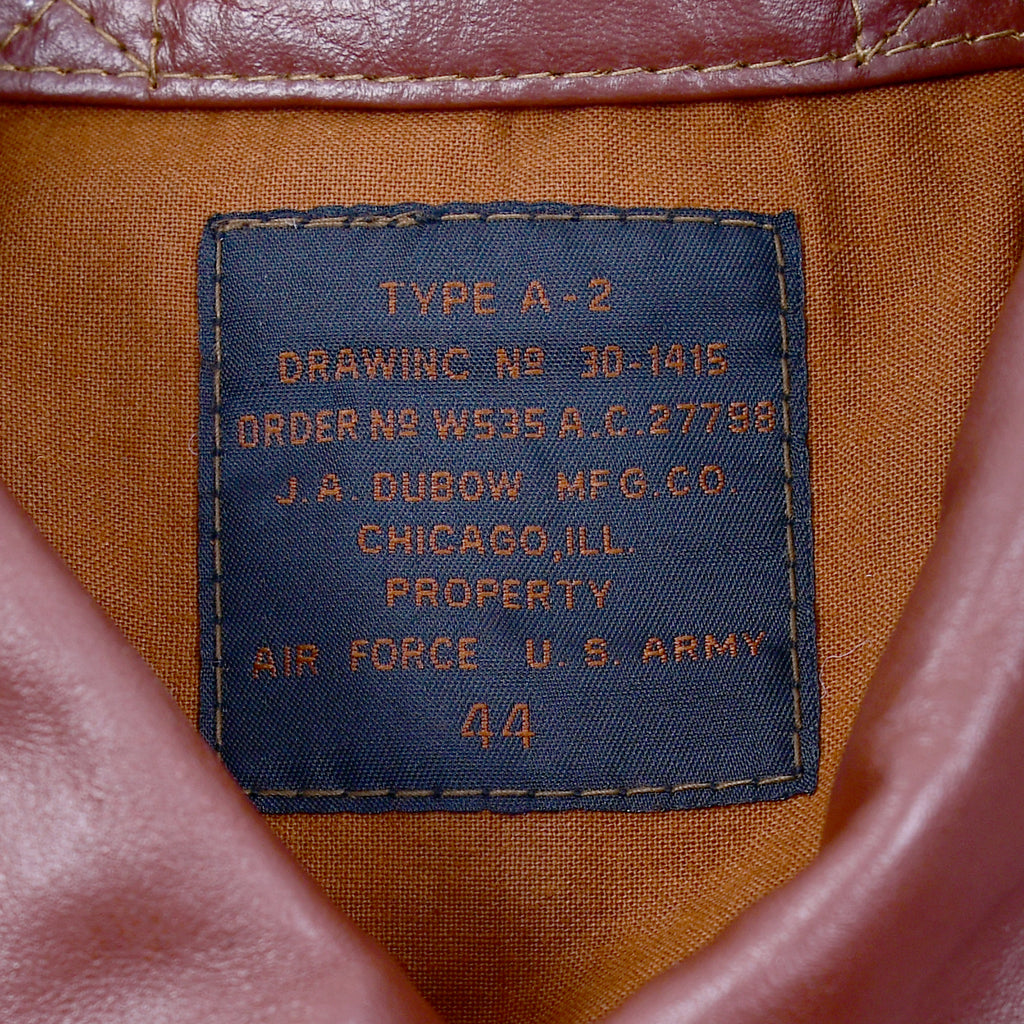 TYPE A-2
DRAWINC Nº 30-1415
ORDER Nº W535 A.C.27798
J.A. DUBOW MFG.CO.
CHICAGO,ILL.
PROPERTY
AIR FORCE U.S. ARMY
44